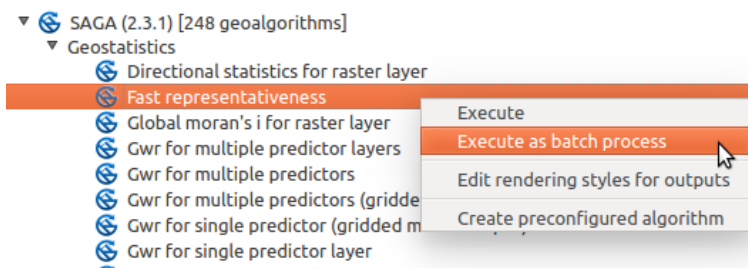 SAGA (2.3.1) [248 geoalgorithms]
Geostatistics
Directional statistics for raster layer
Fast representativeness
Execute
Global moran's i for raster layer
Execute as batch process
Gwr for multiple predictor layers
Gwr for multiple predictors
Edit rendering styles for outputs
Gwr for multiple predictors (gridde
Create preconfigured algorithm
Gwr for single predictor (gridded m
Gwr for single predictor layer